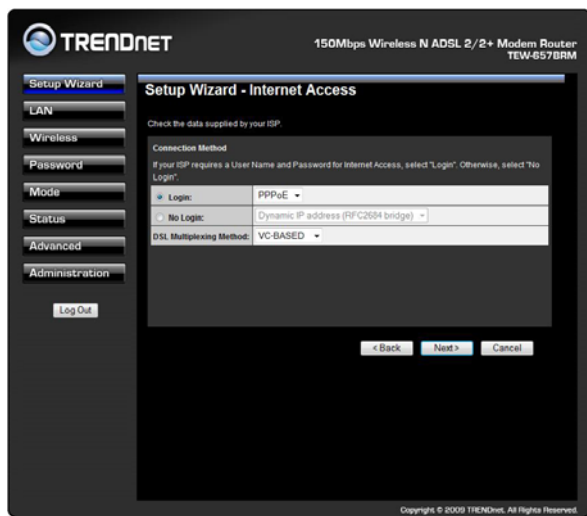 TRENDNET
150Mbps Wireless N ADSL 2/2+ Modem Router
TEW-657BRM
Setup Wizard
LAN
Wireless
Password
Mode
Status
Advanced
Administration
Log Out
Setup Wizard - Internet Access
Check the data supplied by your ISP.
Connection Method
If your ISP requires a User Name and Password for Internet Access, select "Login". Otherwise, select "No
Login".
Login: PPPoE
No Login: Dynamic IP address (RFC2684 bridge)
DSL Multiplexing Method: VC-BASED
< Back Next > Cancel
Copyright © 2009 TRENDnet. All Rights Reserved.